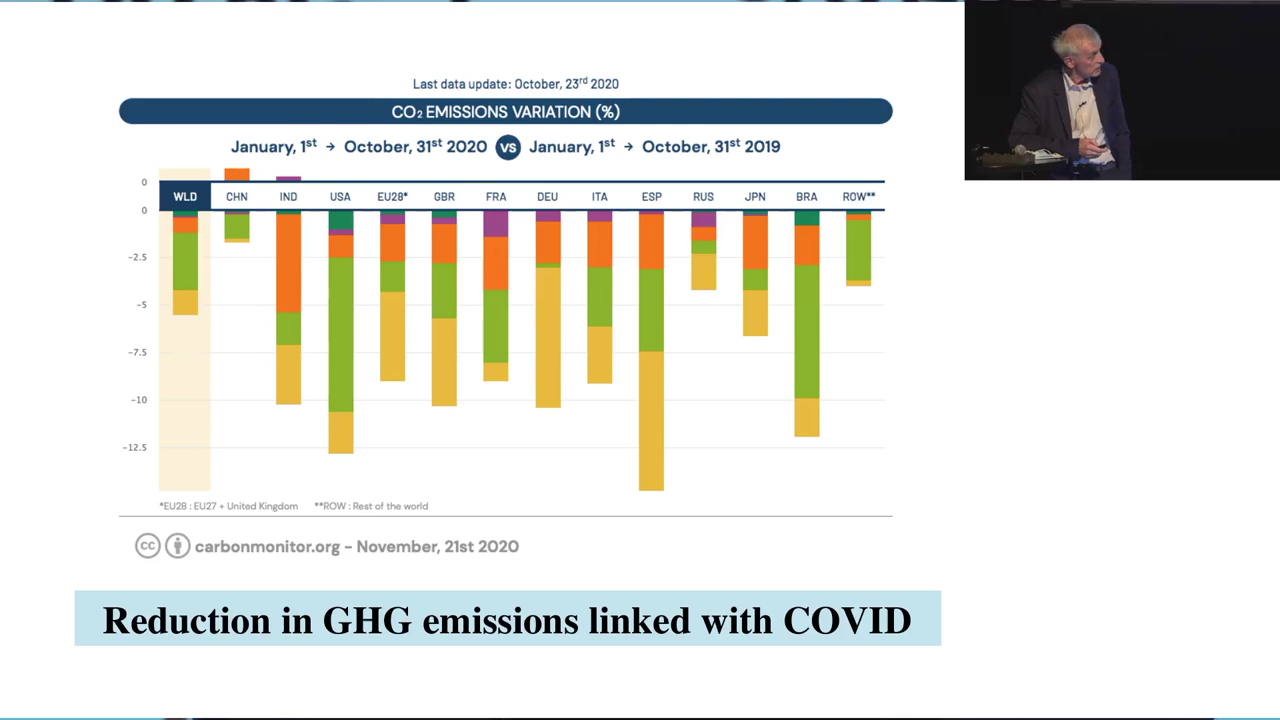 Last data update: October, 23rd 2020
CO₂ EMISSIONS VARIATION (%)
January, 1st → October, 31st 2020 VS January, 1st → October, 31st 2019
0
WLD CHN IND USA EU28* GBR FRA DEU ITA ESP RUS JPN BRA ROW**
0
-2.5
-5
-7.5
-10
-12.5
*EU28 : EU27 + United Kingdom **ROW : Rest of the world
cc carbonmonitor.org - November, 21st 2020
Reduction in GHG emissions linked with COVID